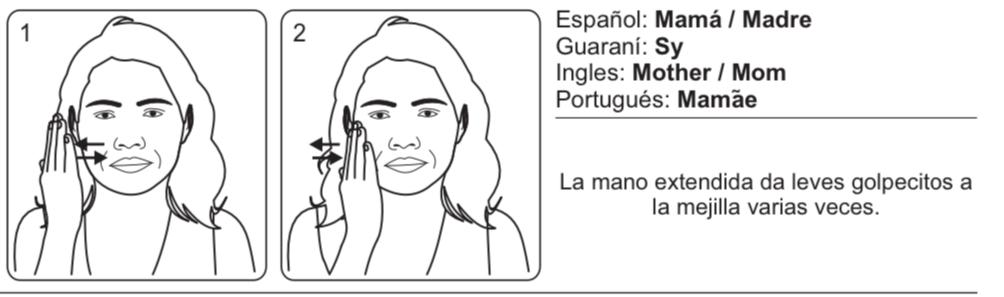 1
2
Español: Mamá / Madre
Guaraní: Sy
Ingles: Mother / Mom
Portugués: Mamãe
La mano extendida da leves golpecitos a
la mejilla varias veces.